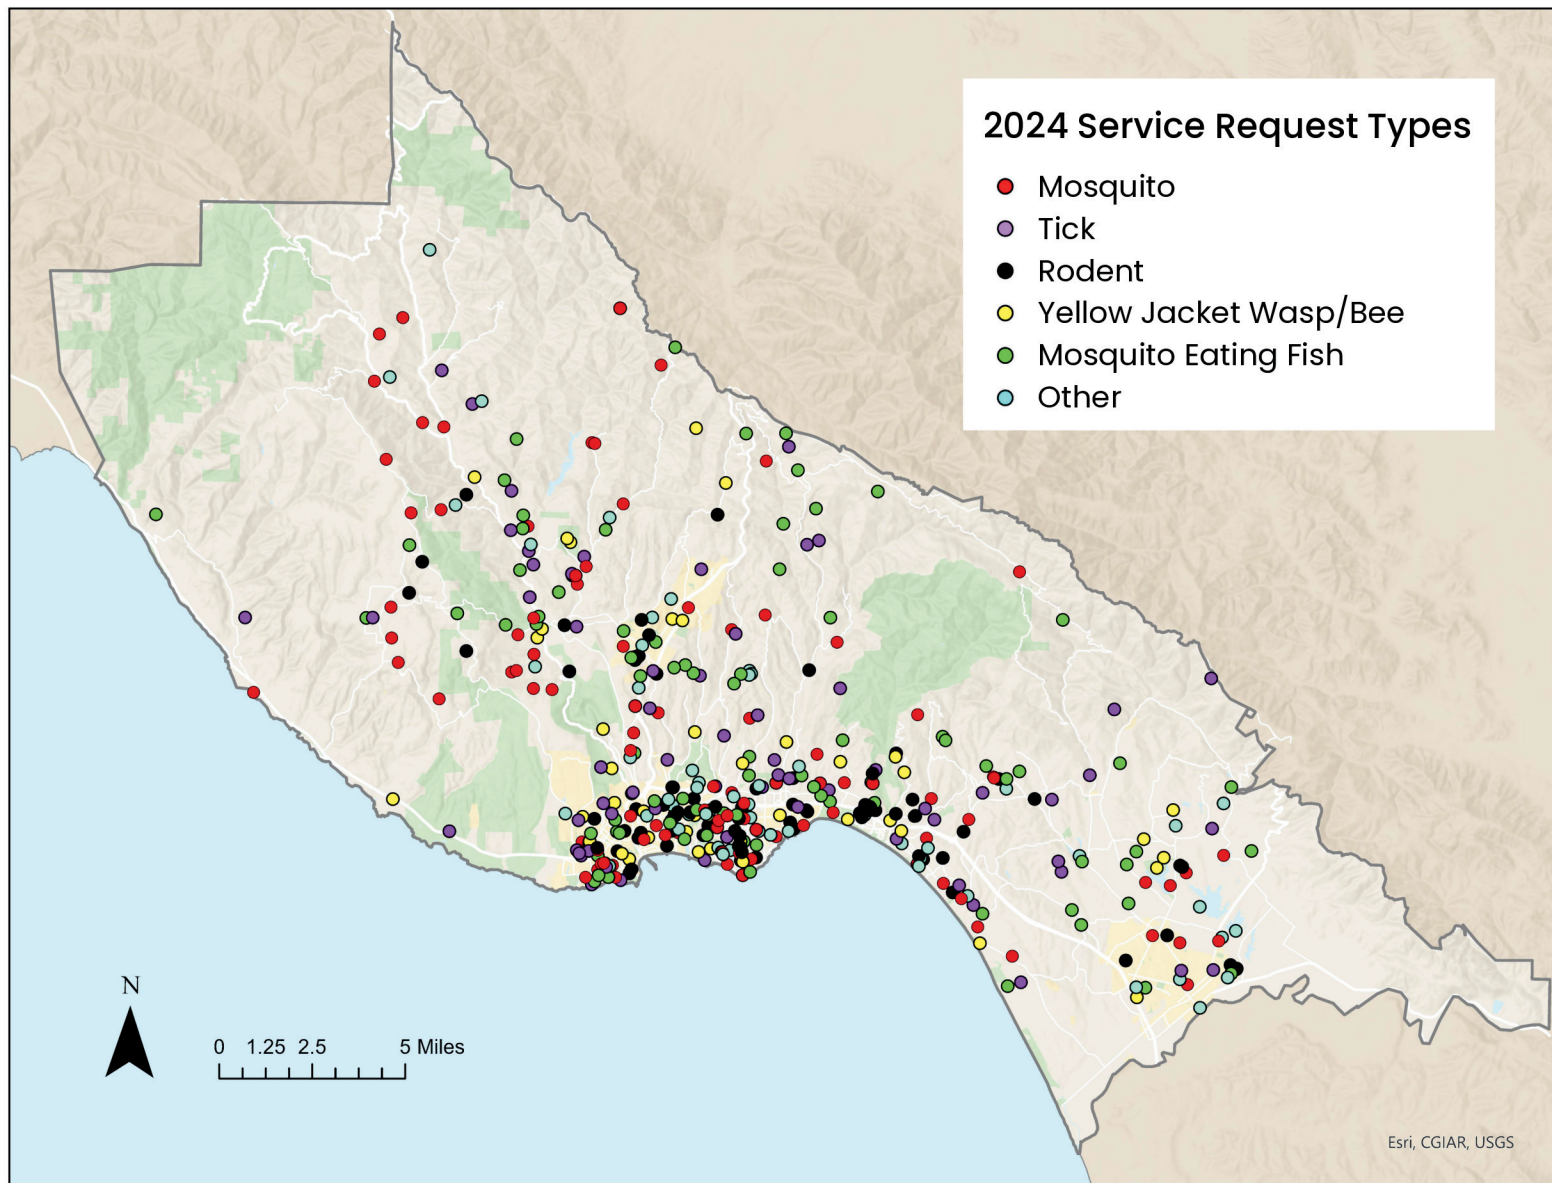 2024 Service Request Types
Mosquito
Tick
Rodent
Yellow Jacket Wasp/Bee
Mosquito Eating Fish
Other
N
0 1.25 2.5 5 Miles
Esri, CGIAR, USGS